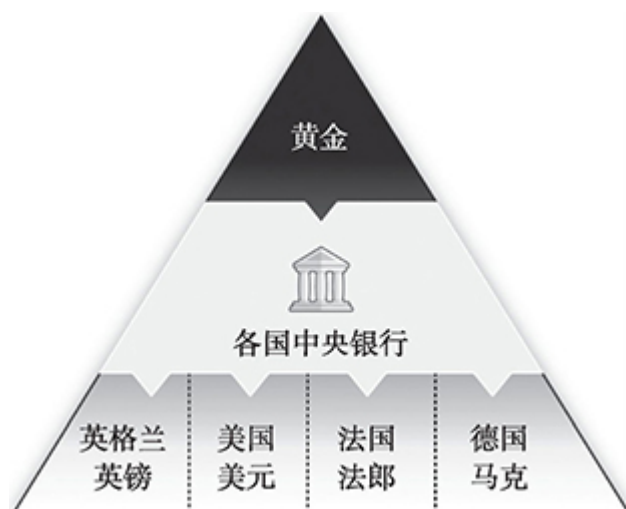 黄金
各国中央银行
英格兰
英镑
美国
美元
法国
法郎
德国
马克